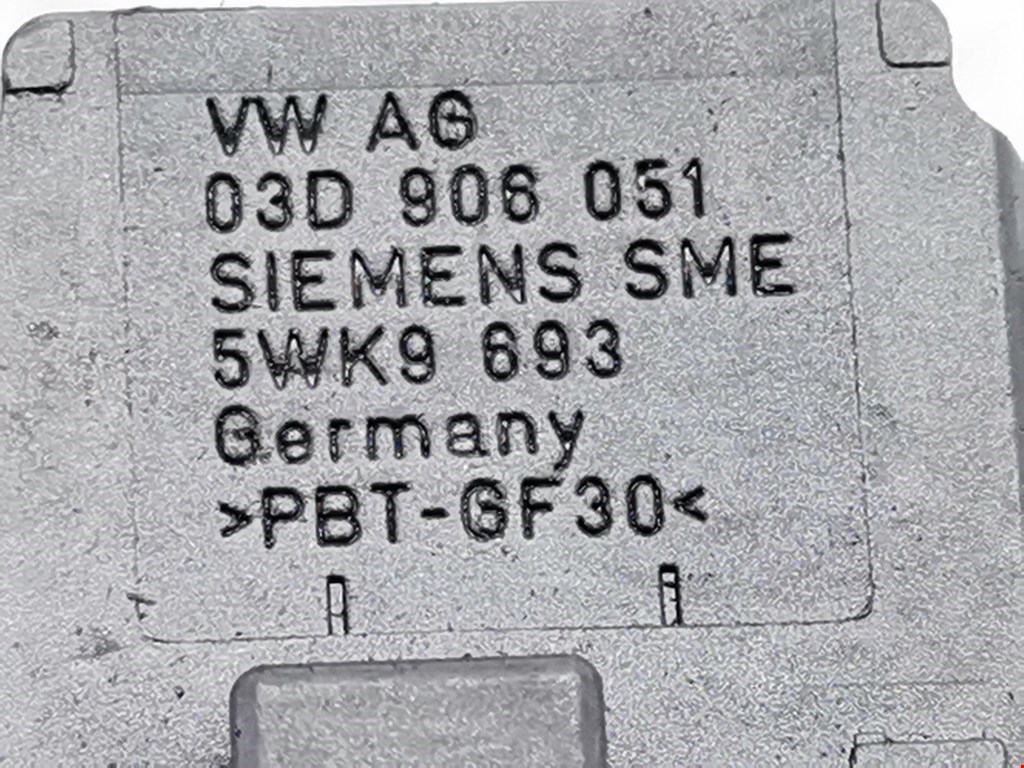 VW AG
03D 906 051
SIEMENS SME
5WK9 693
Germany
>PBT-GF30<